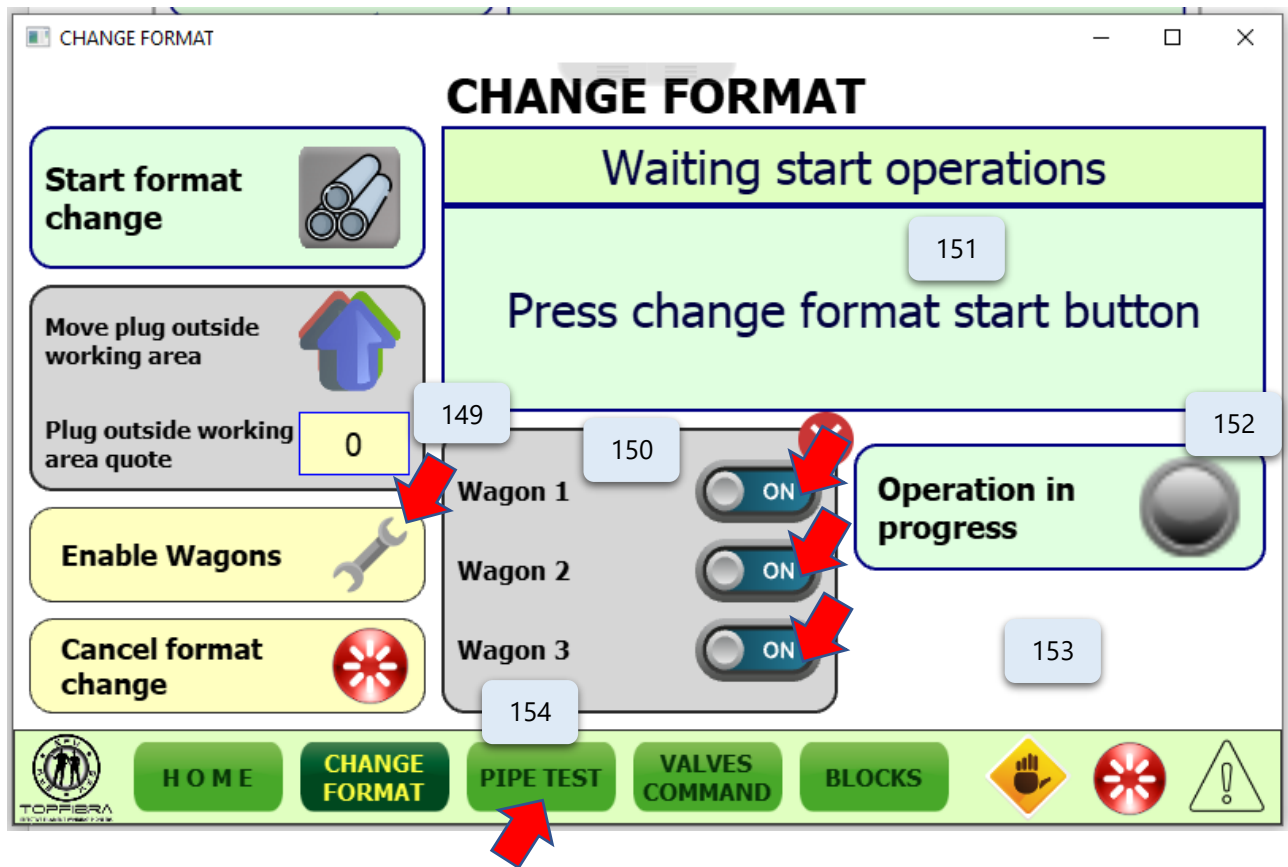 CHANGE FORMAT
CHANGE FORMAT
Start format
change
Waiting start operations
151
Press change format start button
Move plug outside
working area
Plug outside working
area quote
0
149
150
152
Wagon 1
ON
Operation in
progress
Enable Wagons
Wagon 2
ON
Cancel format
change
Wagon 3
ON
153
154
HOME
CHANGE
FORMAT
PIPE TEST
VALVES
COMMAND
BLOCKS
TOPFIBRA